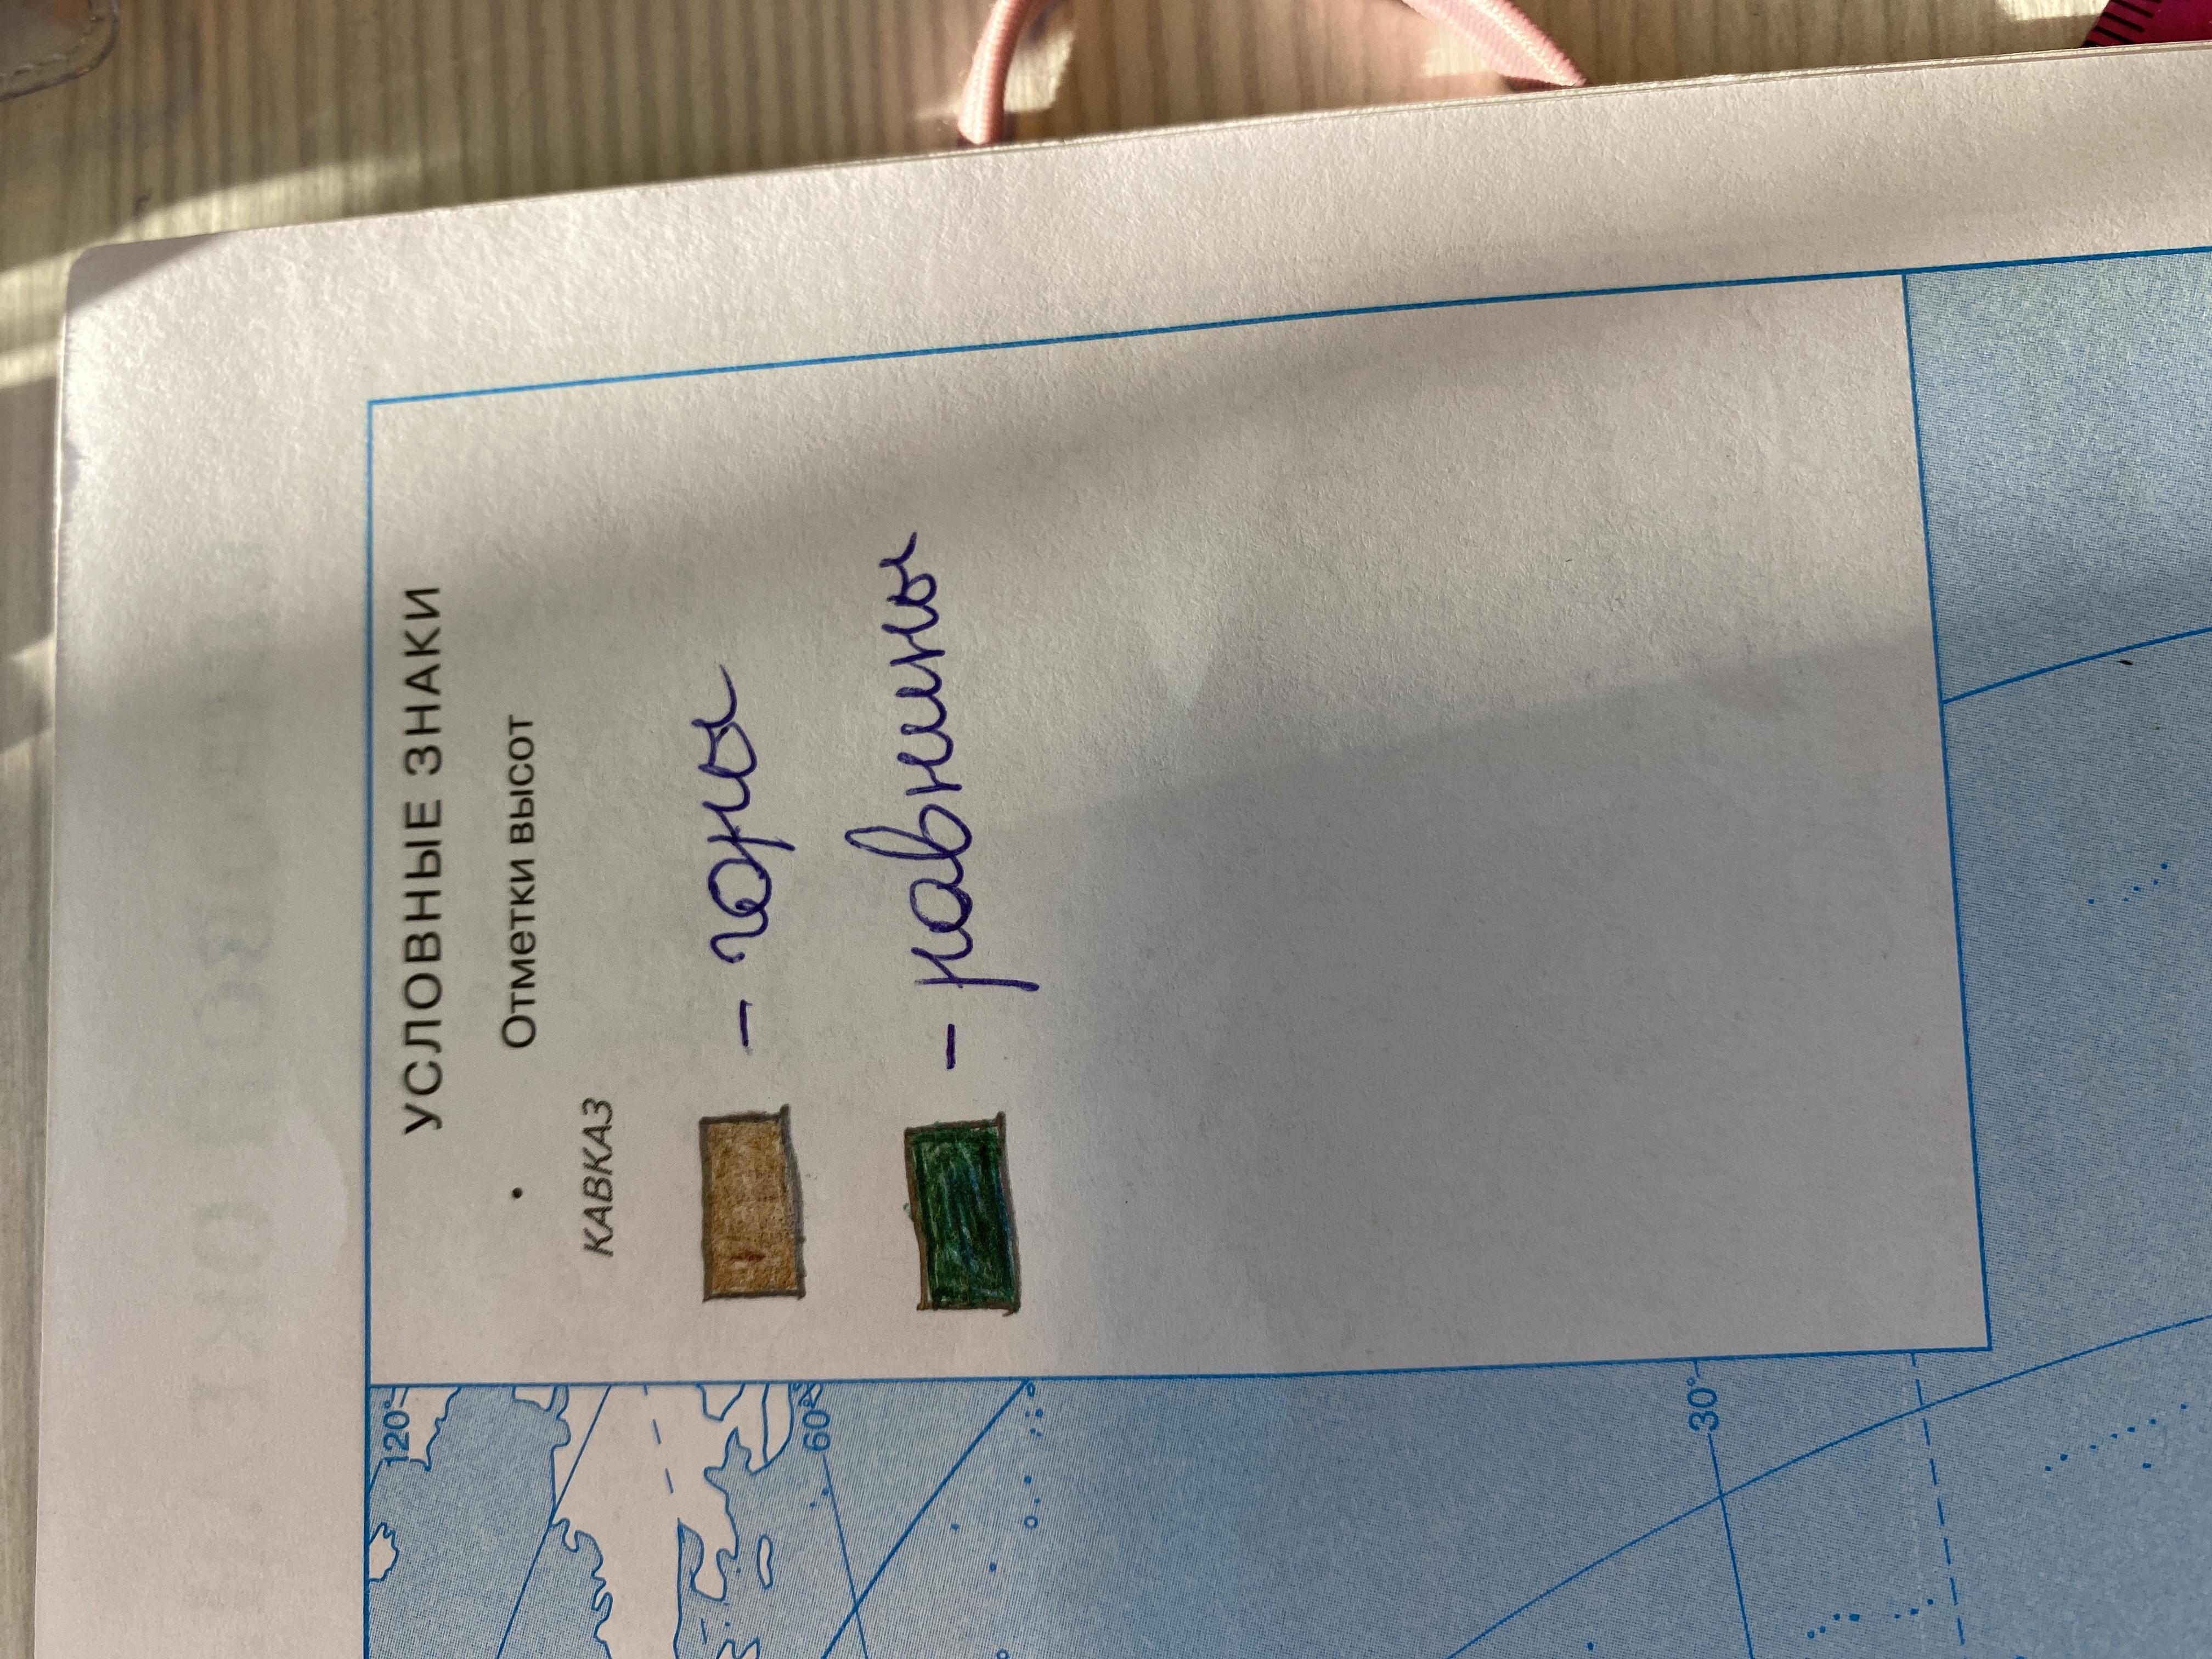 УСЛОВНЫЕ ЗНАКИ
• Отметки высот
КАВКАЗ
- горы
- равнины
120°
60°
30°